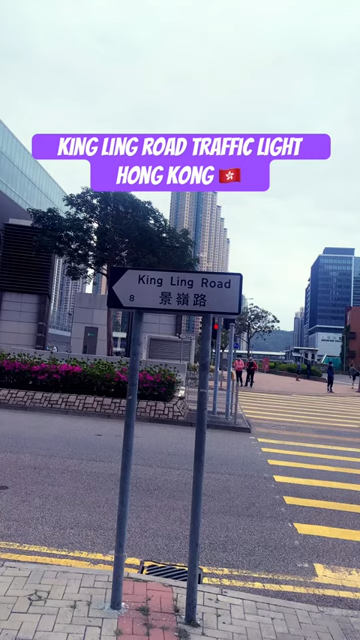 KING LING ROAD TRAFFIC LIGHT
HONG KONG 🇭🇰
King Ling Road
8 景嶺路